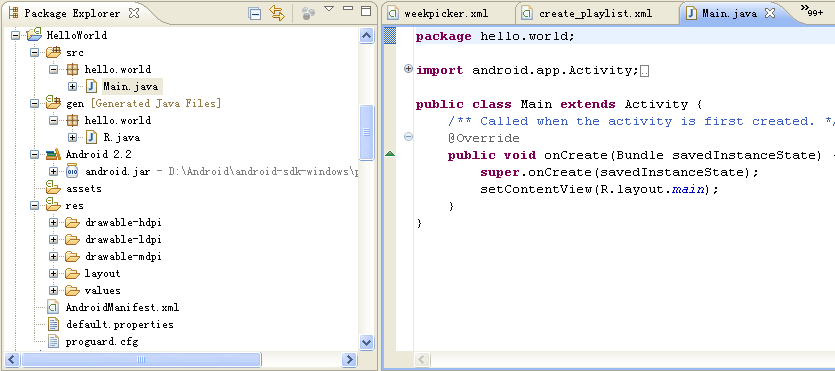 Package Explorer
HelloWorld
src
hello.world
Main.java
gen [Generated Java Files]
hello.world
R.java
Android 2.2
android.jar - D:\Android\android-sdk-windows\p
assets
res
drawable-hdpi
drawable-ldpi
drawable-mdpi
layout
values
AndroidManifest.xml
default.properties
proguard.cfg
weekpicker.xml
create_playlist.xml
Main.java
99+
package hello.world;
import android.app.Activity;
public class Main extends Activity {
/** Called when the activity is first created. */
@Override
public void onCreate(Bundle savedInstanceState) {
super.onCreate(savedInstanceState);
setContentView(R.layout.main);
}
}